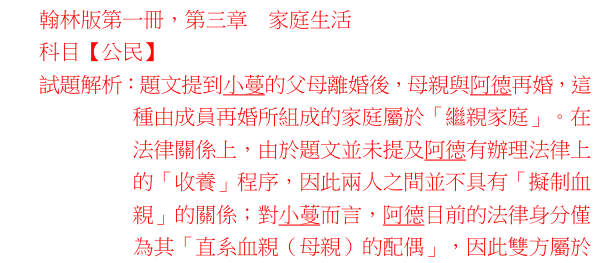 翰林版第一冊，第三章　家庭生活
科目【公民】
試題解析：題文提到小蔓的父母離婚後，母親與阿德再婚，這
種由成員再婚所組成的家庭屬於「繼親家庭」。在
法律關係上，由於題文並未提及阿德有辦理法律上
的「收養」程序，因此兩人之間並不具有「擬制血
親」的關係；對小蔓而言，阿德目前的法律身分僅
為其「直系血親（母親）的配偶」，因此雙方屬於